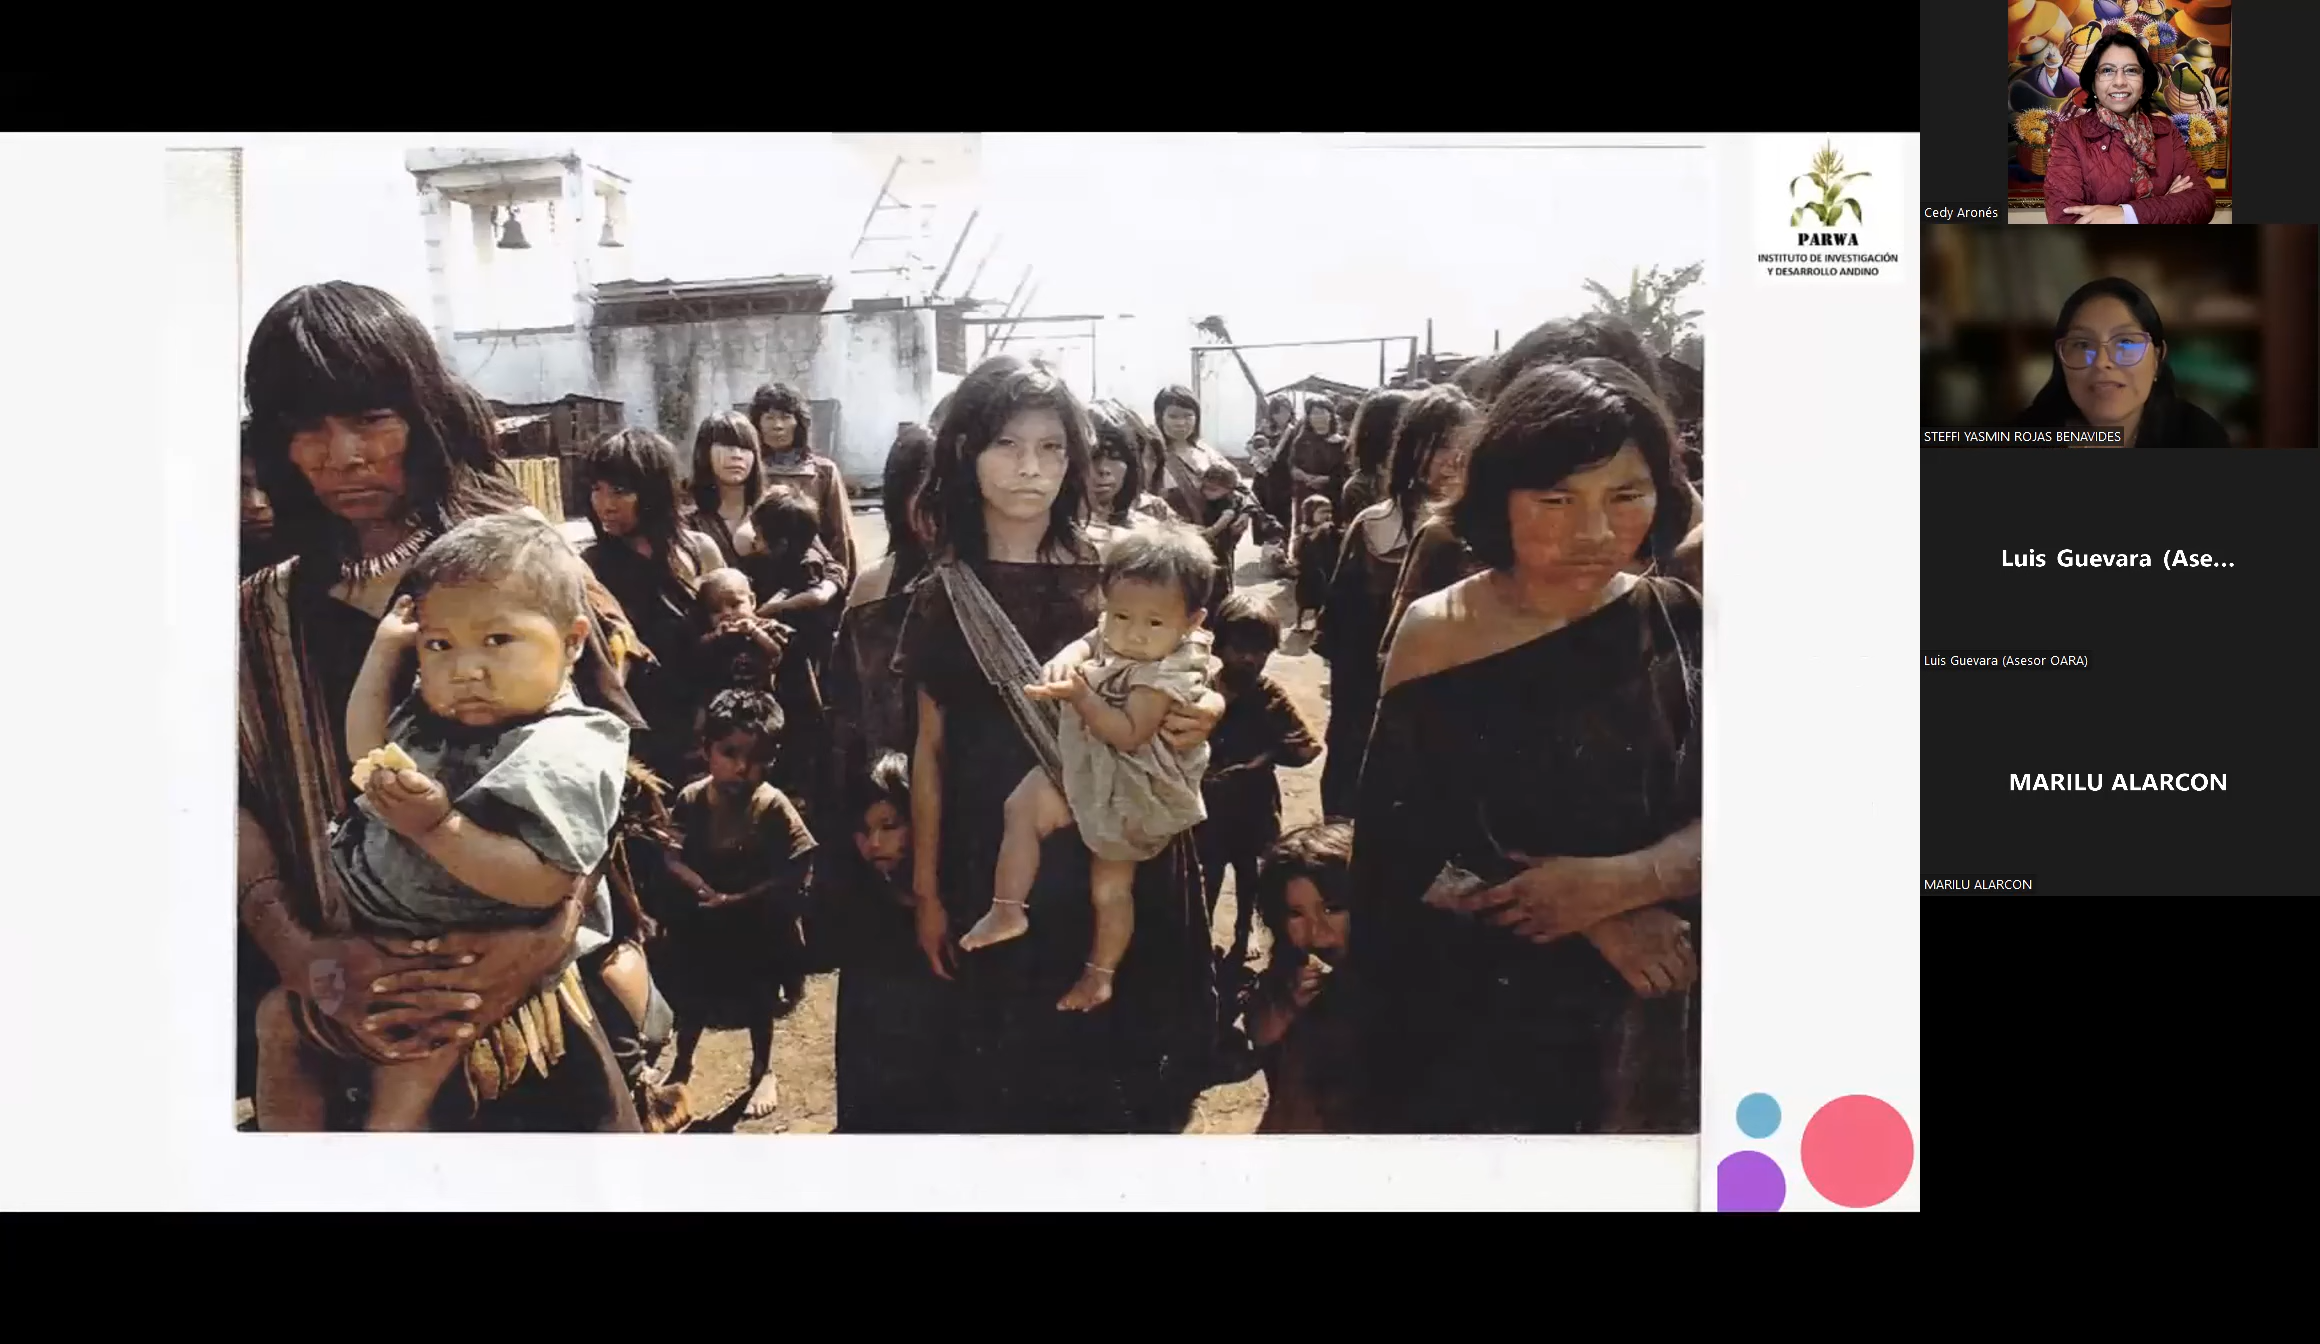 PARWA
INSTITUTO DE INVESTIGACIÓN
Y DESARROLLO ANDINO
Cedy Aronés
STEFFI YASMIN ROJAS BENAVIDES
Luis Guevara (Ase...
Luis Guevara (Asesor OARA)
MARILU ALARCON
MARILU ALARCON